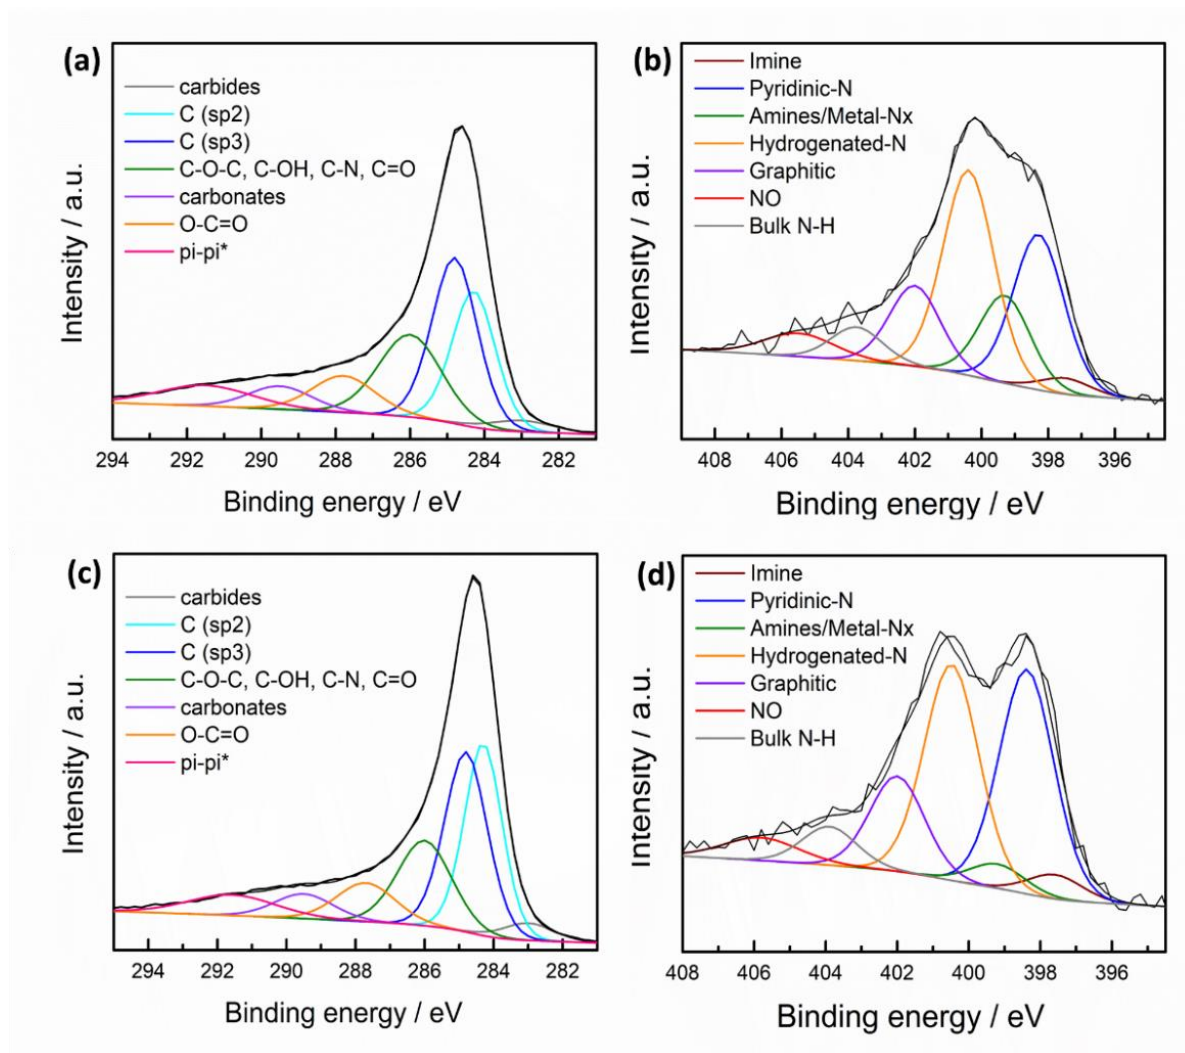 (a)
carbides
C (sp2)
C (sp3)
C-O-C, C-OH, C-N, C=O
carbonates
O-C=O
pi-pi*
Intensity / a.u.
294 292 290 288 286 284 282
Binding energy / eV
(b)
Imine
Pyridinic-N
Amines/Metal-Nx
Hydrogenated-N
Graphitic
NO
Bulk N-H
Intensity / a.u.
408 406 404 402 400 398 396
Binding energy / eV
(c)
carbides
C (sp2)
C (sp3)
C-O-C, C-OH, C-N, C=O
carbonates
O-C=O
pi-pi*
Intensity / a.u.
294 292 290 288 286 284 282
Binding energy / eV
(d)
Imine
Pyridinic-N
Amines/Metal-Nx
Hydrogenated-N
Graphitic
NO
Bulk N-H
Intensity / a.u.
408 406 404 402 400 398 396
Binding energy / eV